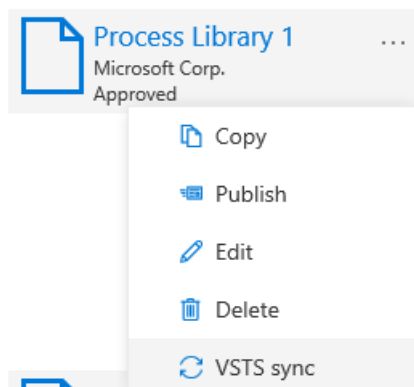 Process Library 1
...
Microsoft Corp.
Approved
Copy
Publish
Edit
Delete
VSTS sync